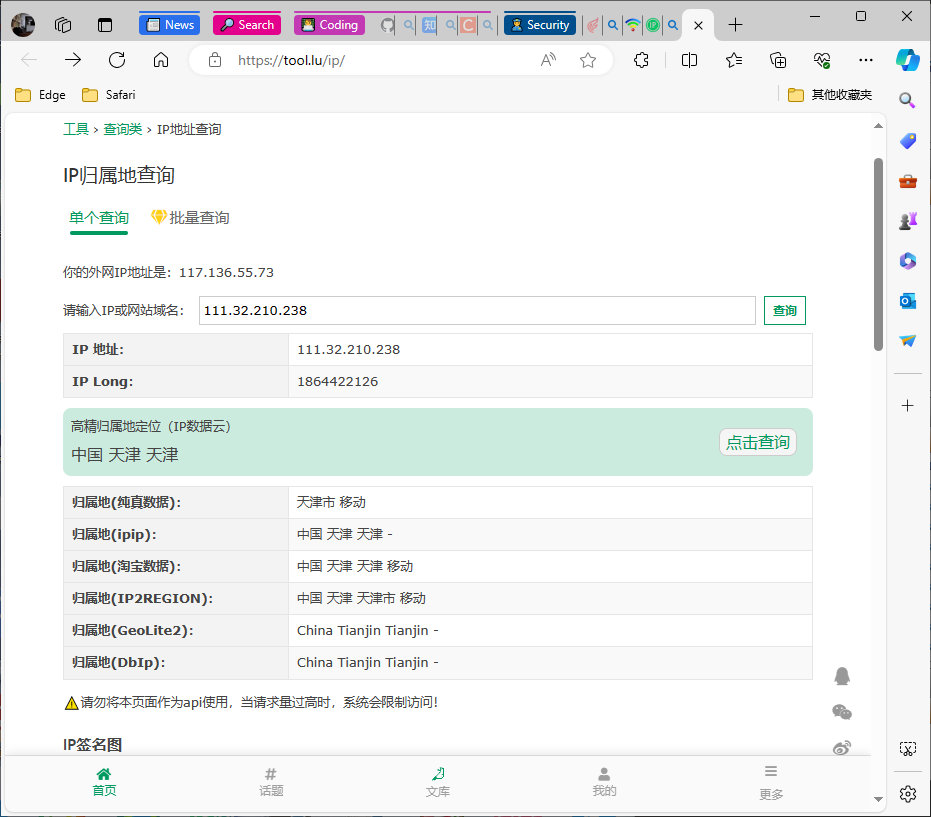 News Search Coding Security
https://tool.lu/ip/
Edge Safari 其他收藏夹
工具 › 查询类 › IP地址查询
IP归属地查询
单个查询 批量查询
你的外网IP地址是：117.136.55.73
请输入IP或网站域名： 111.32.210.238 查询
IP 地址: 111.32.210.238
IP Long: 1864422126
高精归属地定位（IP数据云）
中国 天津 天津 点击查询
归属地(纯真数据): 天津市 移动
归属地(ipip): 中国 天津 天津 -
归属地(淘宝数据): 中国 天津 天津 移动
归属地(IP2REGION): 中国 天津 天津市 移动
归属地(GeoLite2): China Tianjin Tianjin -
归属地(DbIp): China Tianjin Tianjin -
请勿将本页面作为api使用，当请求量过高时，系统会限制访问！
IP签名图
首页 话题 文库 我的 更多